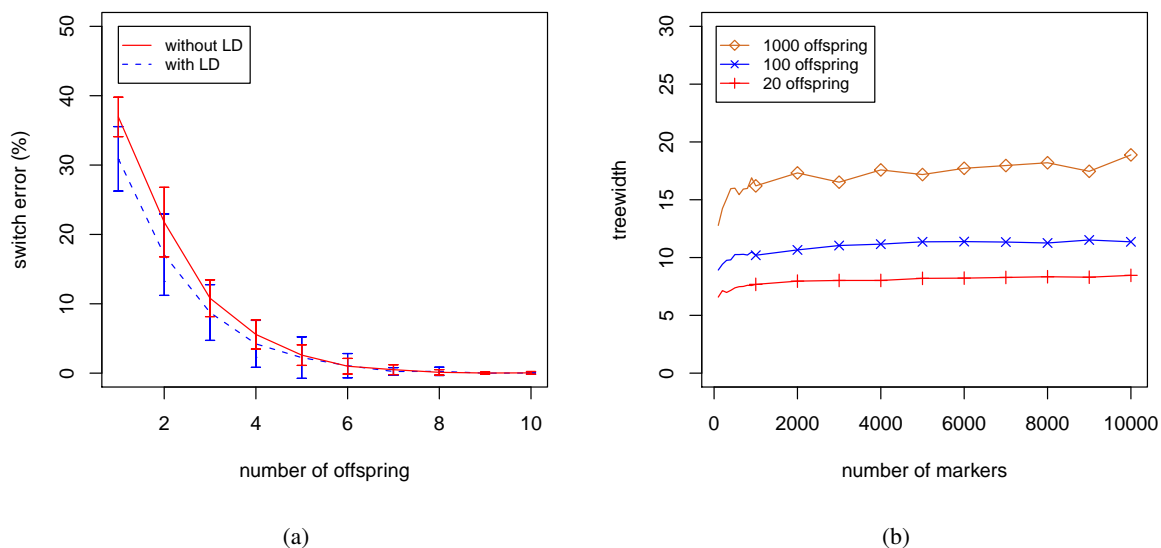 50
40
30
20
10
0
switch error (%)
without LD
with LD
2
4
6
8
10
number of offspring
(a)
30
25
20
15
10
5
0
treewidth
1000 offspring
100 offspring
20 offspring
0
2000
4000
6000
8000
10000
number of markers
(b)